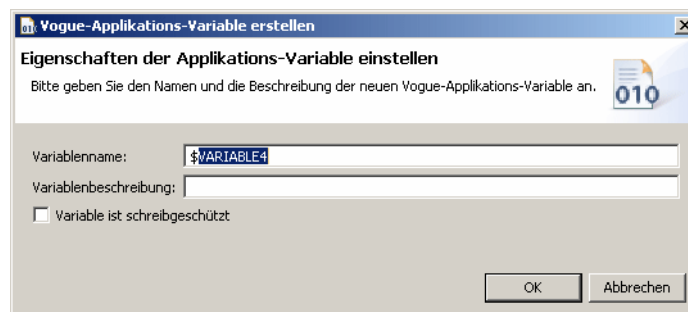 Vogue-Applikations-Variable erstellen
Eigenschaften der Applikations-Variable einstellen
Bitte geben Sie den Namen und die Beschreibung der neuen Vogue-Applikations-Variable an.
010
Variablenname: $VARIABLE4
Variablenbeschreibung:
Variable ist schreibgeschützt
OK Abbrechen